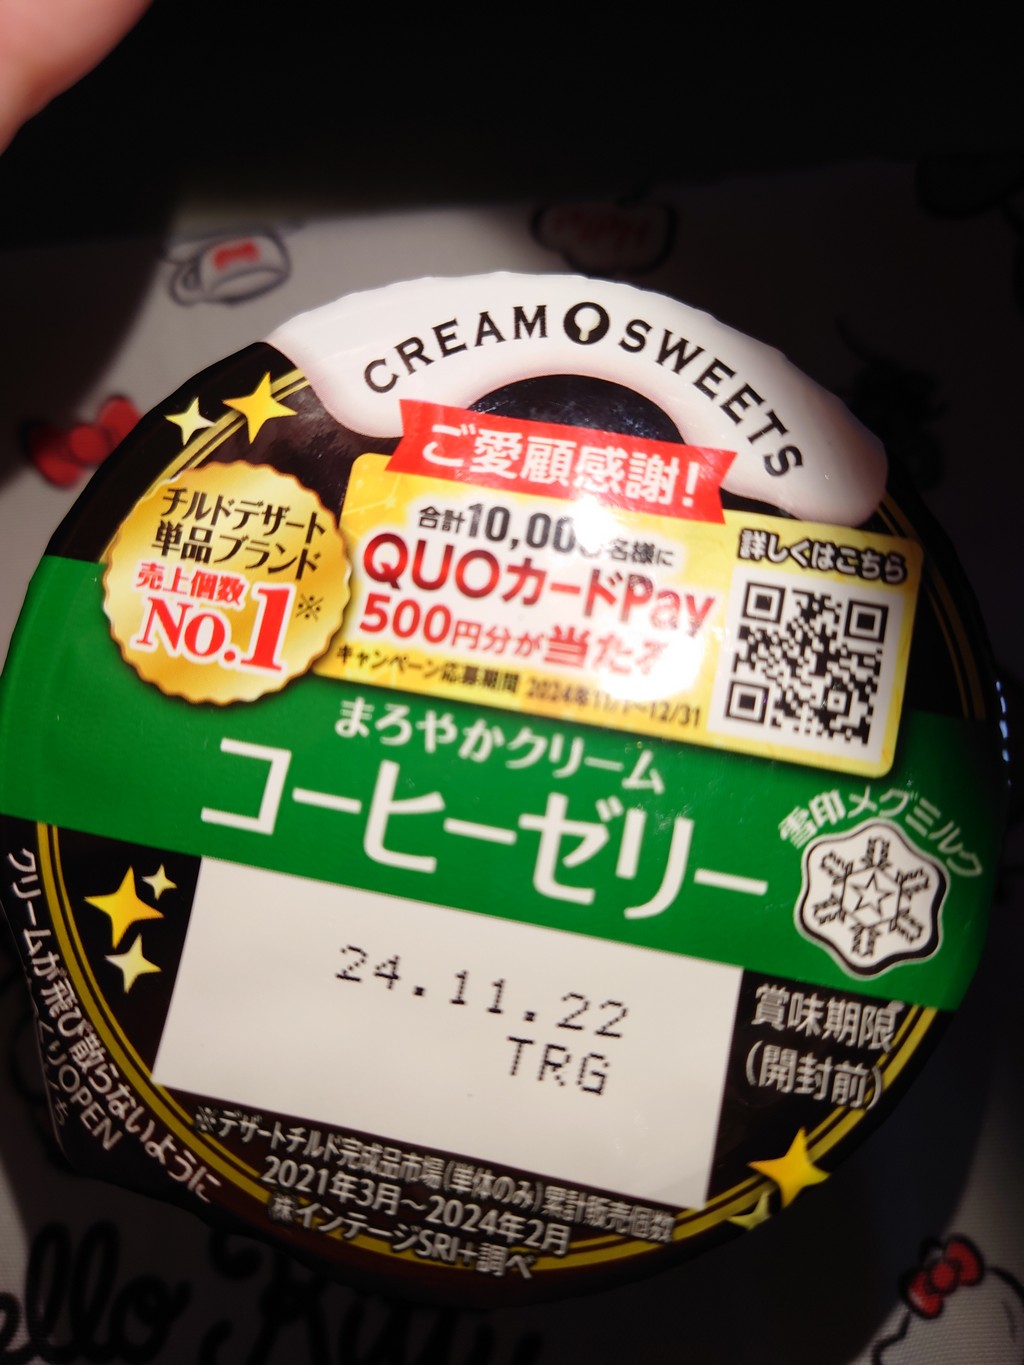 CREAM SWEETS
ご愛顧感謝!
チルドデザート
単品ブランド
売上個数
No.1※
合計10,000名様に
QUOカードPay
500円分が当たる
キャンペーン応募期間 2024年11/1~12/31
詳しくはこちら
まろやかクリーム
コーヒーゼリー
雪印メグミルク
24.11.22
TRG
賞味期限
(開封前)
クリームが飛び散らないように
OPEN
※デザートチルド完成品市場(単体のみ)累計販売個数
2021年3月~2024年2月
㈱インテージSRI+調べ
Hello Kitty